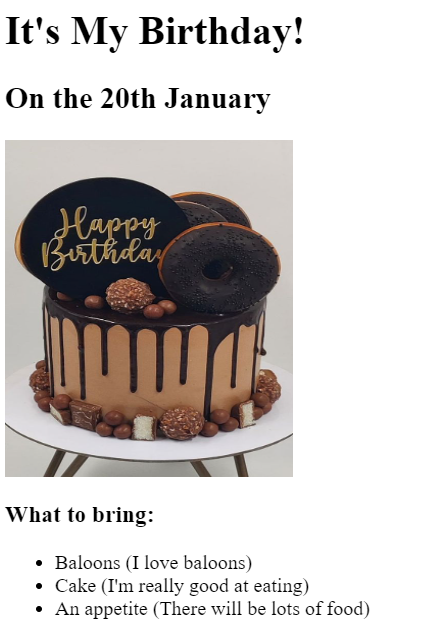 It's My Birthday!
On the 20th January
Happy
Birthday
What to bring:
• Baloons (I love baloons)
• Cake (I'm really good at eating)
• An appetite (There will be lots of food)